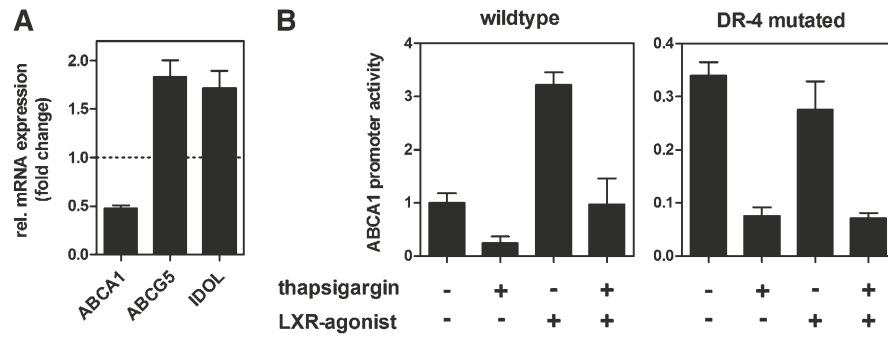 A
rel. mRNA expression
(fold change)
2.0
1.5
1.0
0.5
0.0
ABCA1
ABCG5
IDOL
B
wildtype
DR-4 mutated
ABCA1 promoter activity
4
3
2
1
0
0.4
0.3
0.2
0.1
0.0
thapsigargin - + - + - + - +
LXR-agonist - - + + - - + +